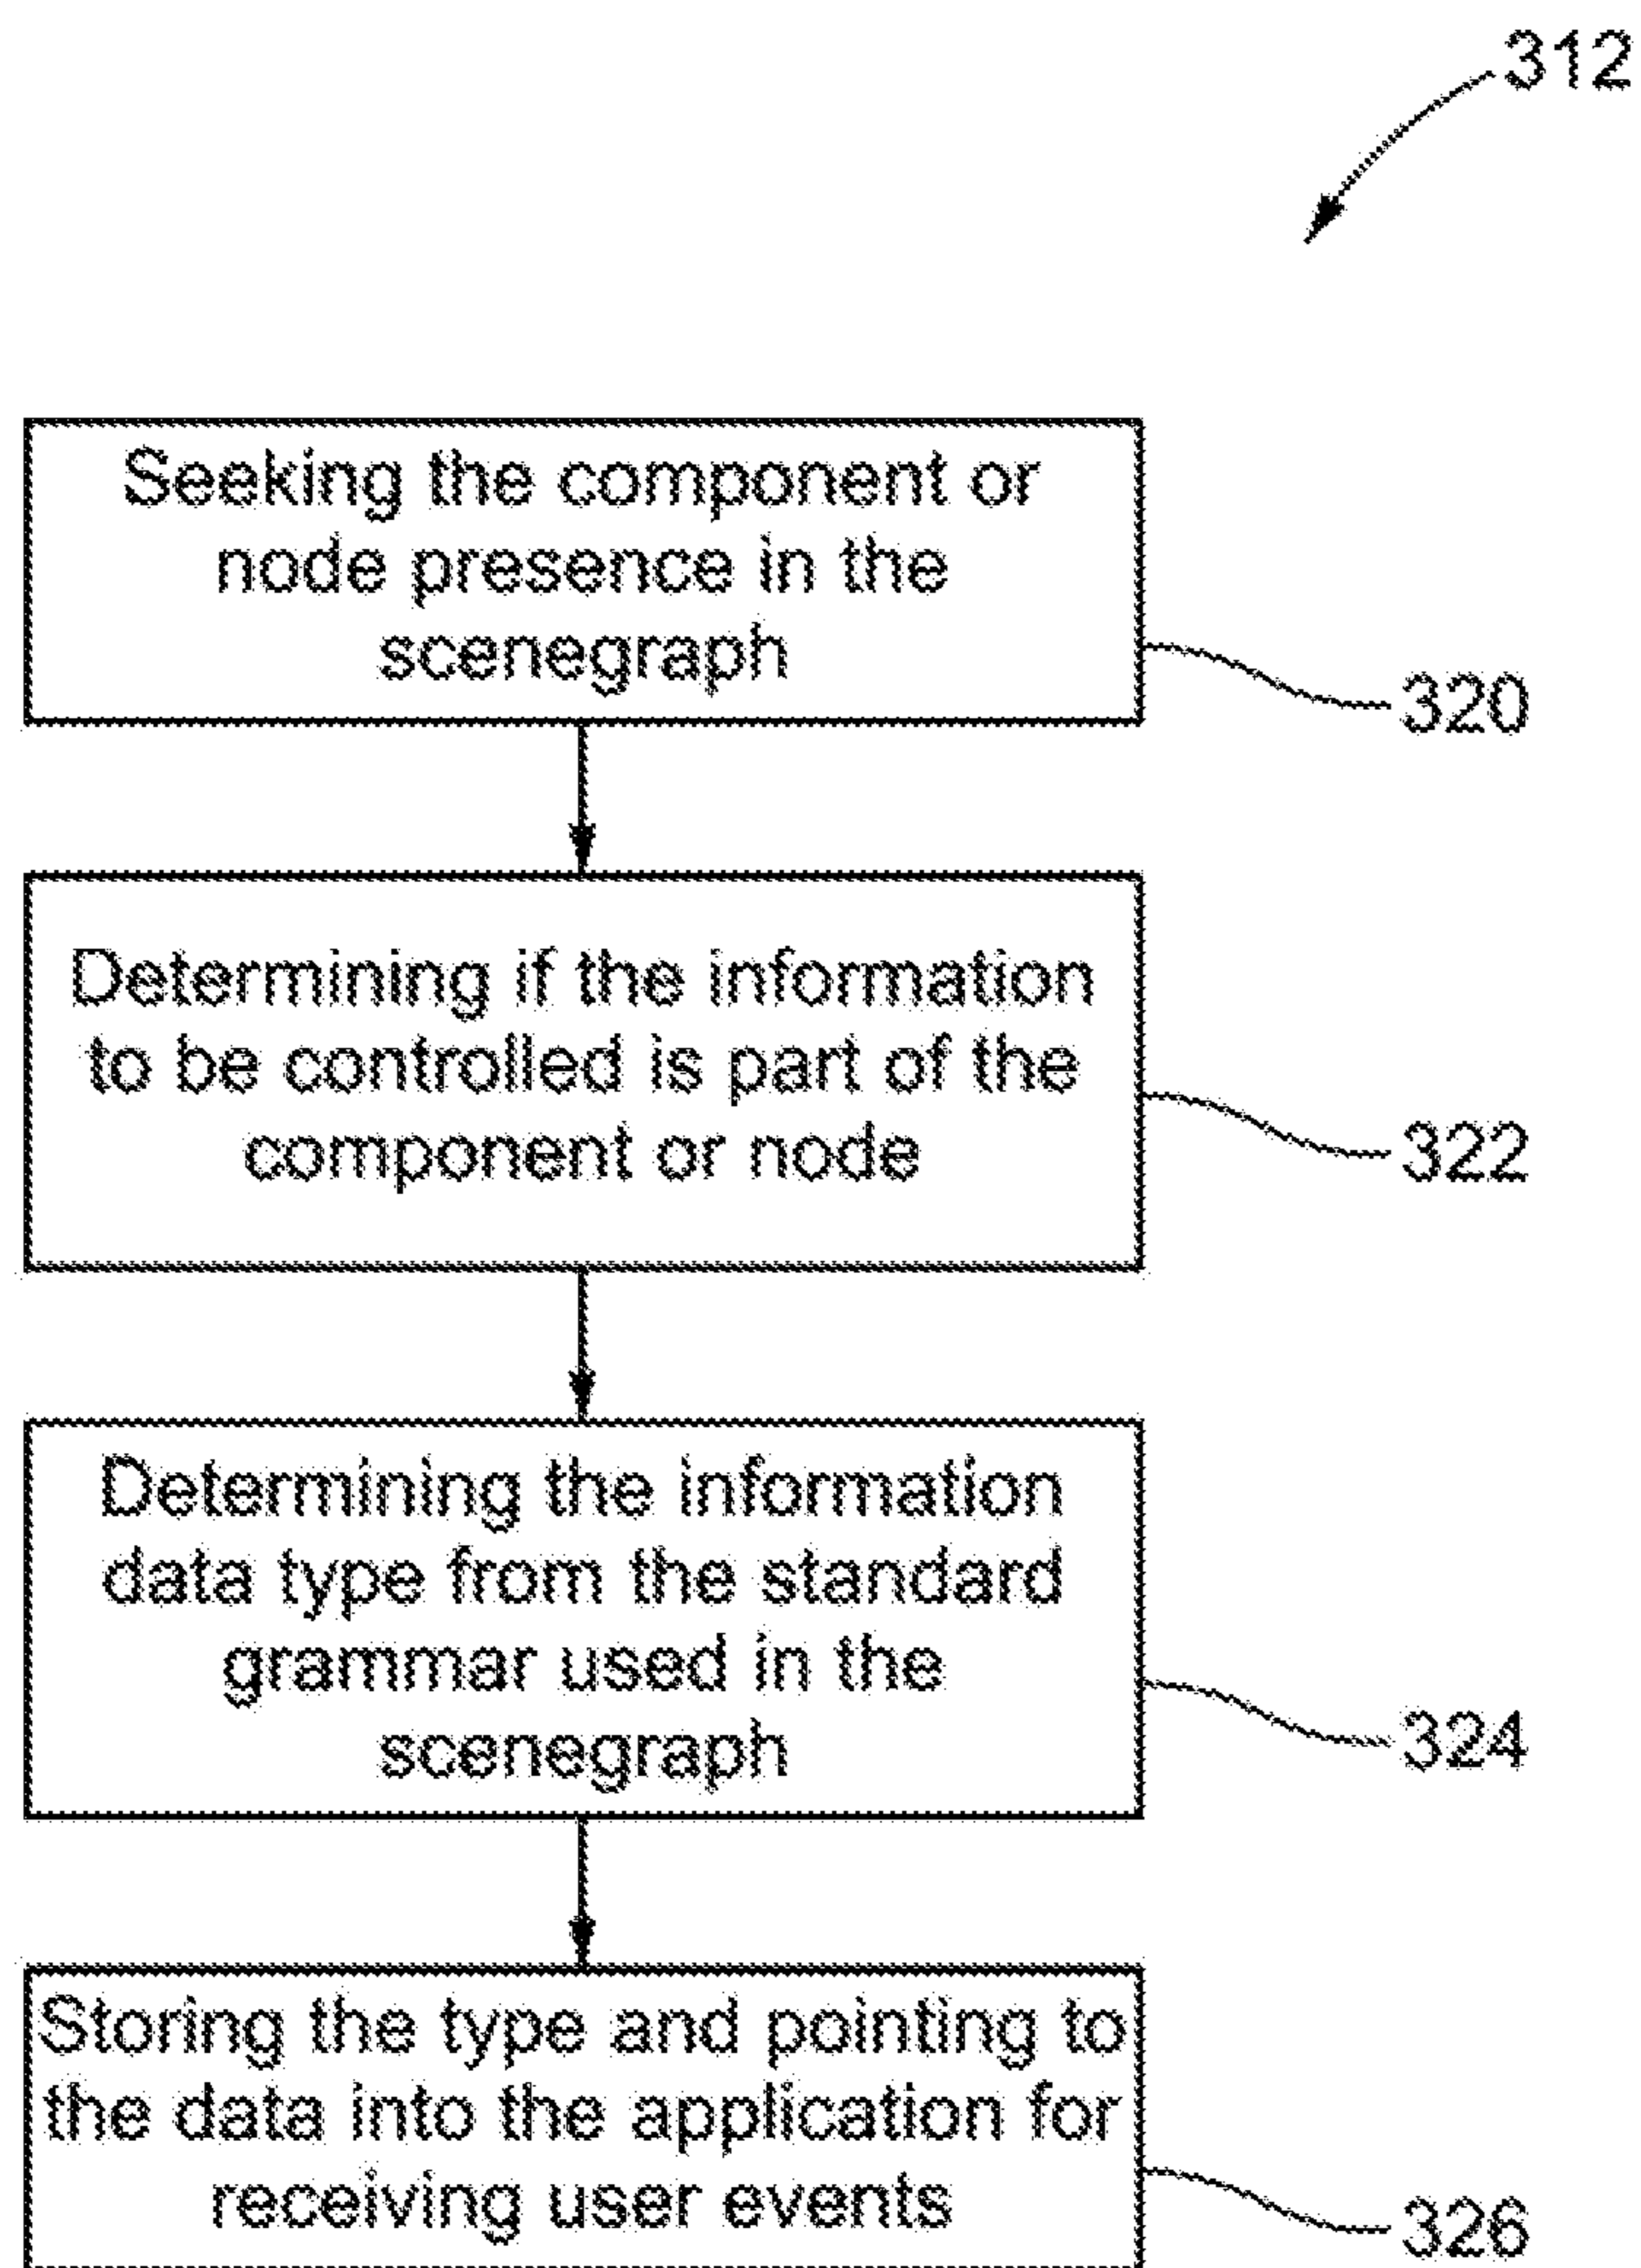 312
Seeking the component or
node presence in the
scenegraph
320
Determining if the information
to be controlled is part of the
component or node
322
Determining the information
data type from the standard
grammar used in the
scenegraph
324
Storing the type and pointing to
the data into the application for
receiving user events
326